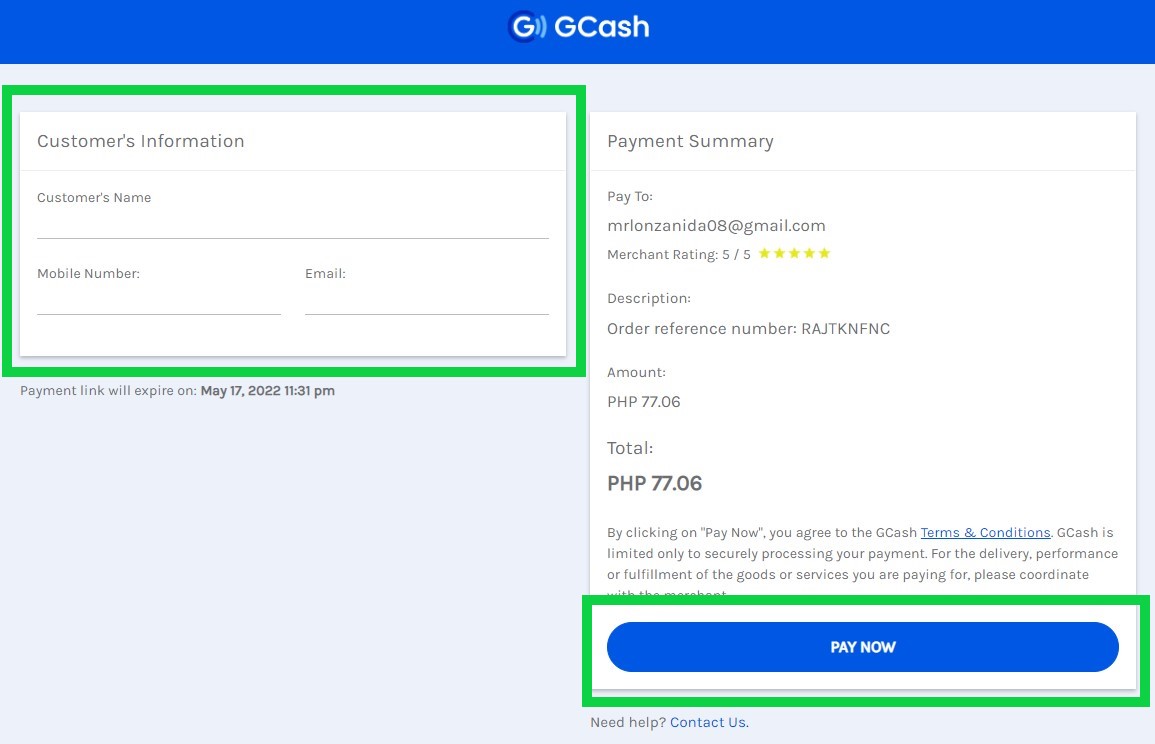 GCash
Customer's Information
Customer's Name
Mobile Number:
Email:
Payment link will expire on: May 17, 2022 11:31 pm
Payment Summary
Pay To:
mrlonzanida08@gmail.com
Merchant Rating: 5 / 5 ★★★★★
Description:
Order reference number: RAJTKNFNC
Amount:
PHP 77.06
Total:
PHP 77.06
By clicking on "Pay Now", you agree to the GCash Terms & Conditions. GCash is
limited only to securely processing your payment. For the delivery, performance
or fulfillment of the goods or services you are paying for, please coordinate
with the merchant.
PAY NOW
Need help? Contact Us.